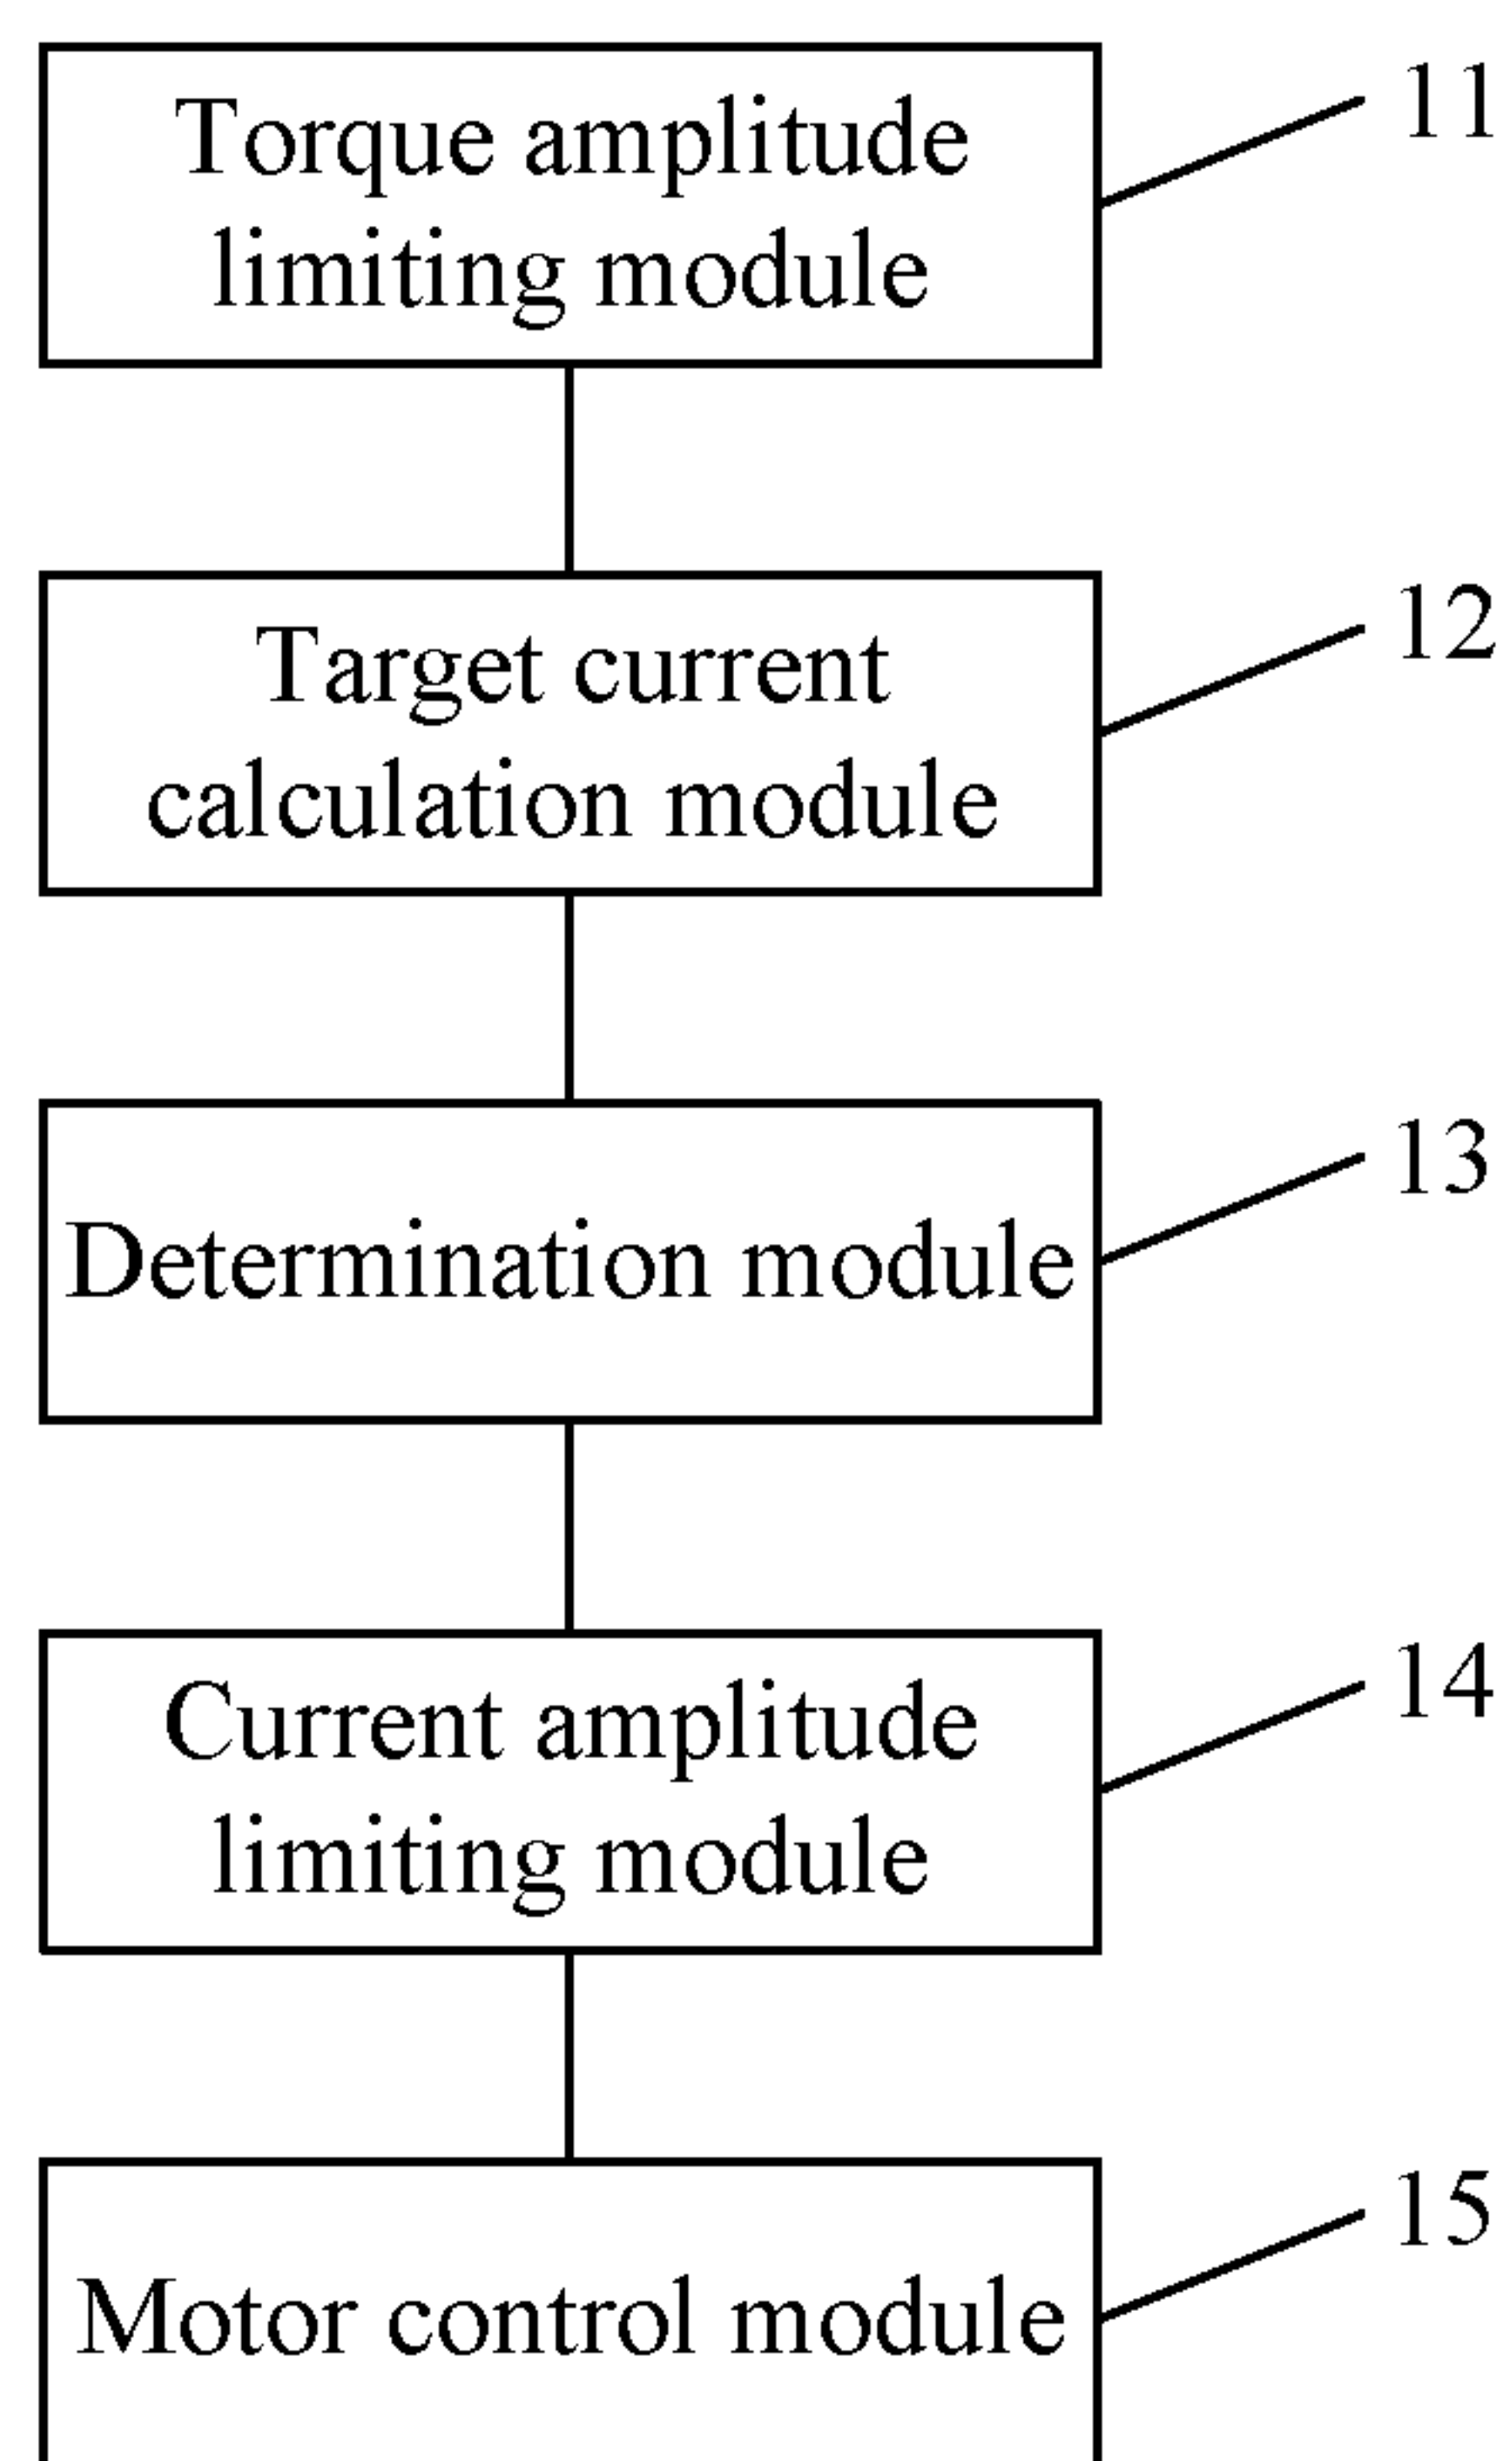 Torque amplitude
limiting module
11
Target current
calculation module
12
Determination module
13
Current amplitude
limiting module
14
Motor control module
15